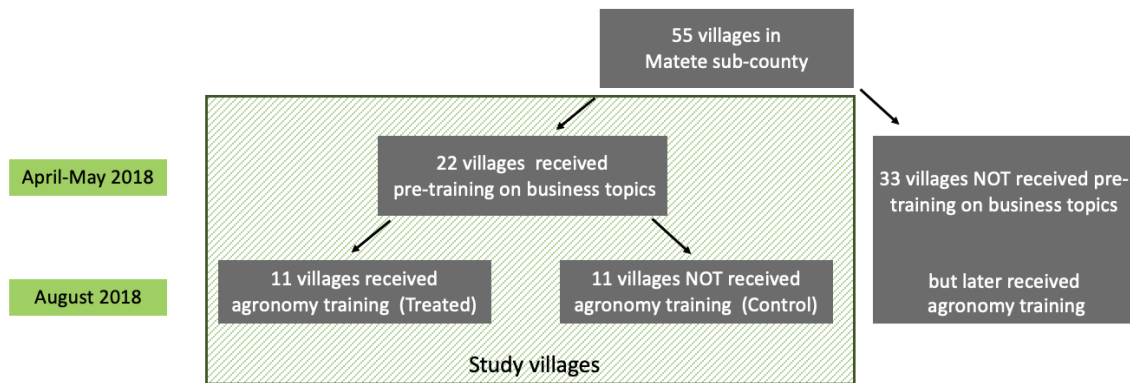 55 villages in
Matete sub-county
April-May 2018
22 villages received
pre-training on business topics
33 villages NOT received pre-
training on business topics
August 2018
11 villages received
agronomy training (Treated)
11 villages NOT received
agronomy training (Control)
but later received
agronomy training
Study villages